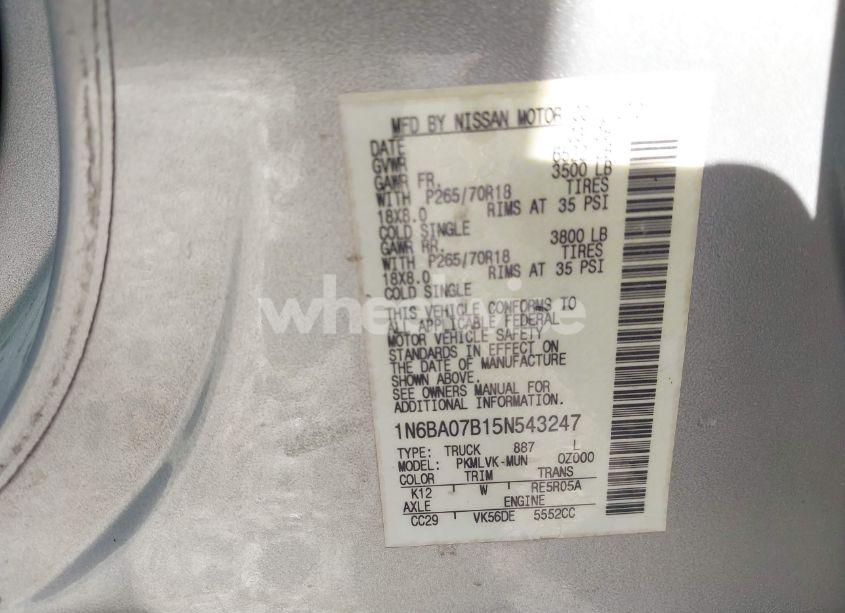 MFD BY NISSAN MOTOR
DATE
GVWR
GAWR FR. 3500 LB
WITH P265/70R18 TIRES
18X8.0 RIMS AT 35 PSI
COLD SINGLE
GAWR RR. 3800 LB
WITH P265/70R18 TIRES
18X8.0 RIMS AT 35 PSI
COLD SINGLE
THIS VEHICLE CONFORMS TO
ALL APPLICABLE FEDERAL
MOTOR VEHICLE SAFETY
STANDARDS IN EFFECT ON
THE DATE OF MANUFACTURE
SHOWN ABOVE.
SEE OWNERS MANUAL FOR
ADDITIONAL INFORMATION.
1N6BA07B15N543247
TYPE: TRUCK 887 L
MODEL: PKMLVK-MUN 0Z000
COLOR TRIM TRANS
K12 W RE5R05A
AXLE ENGINE
CC29 VK56DE 5552CC